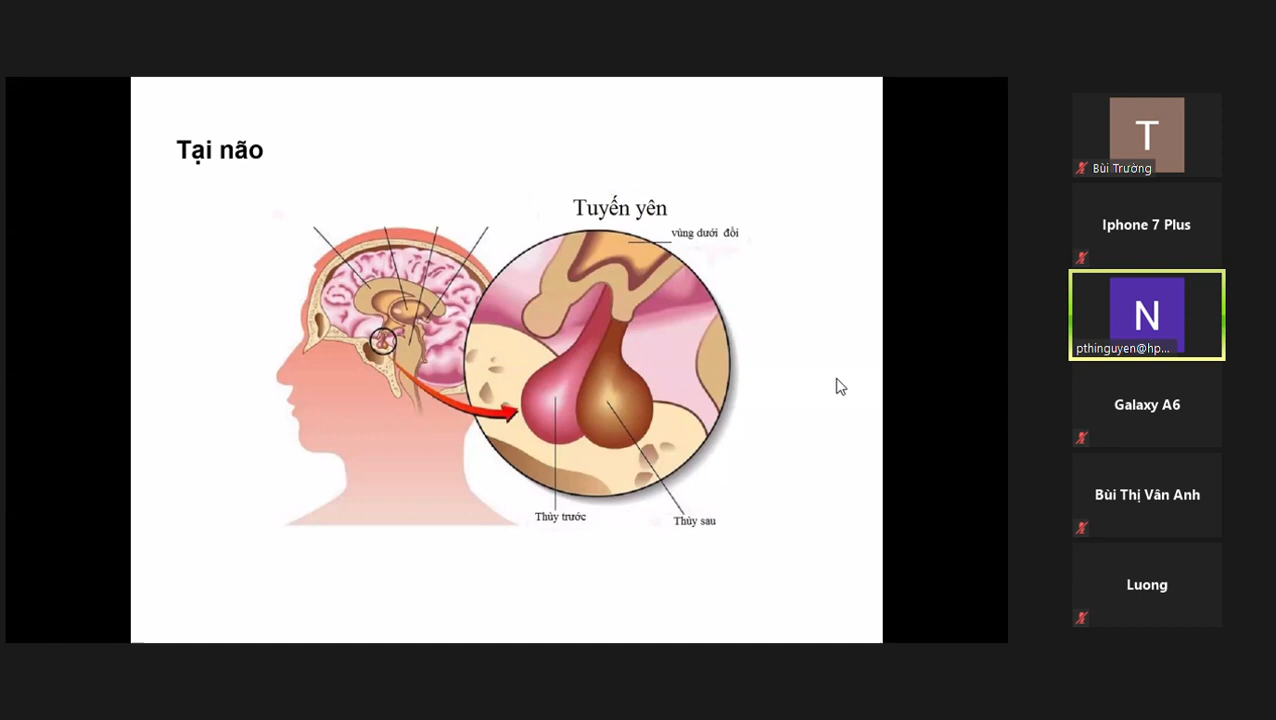 Tại não
Tuyến yên
vùng dưới đồi
Thùy trước
Thùy sau
T
Bùi Trường
Iphone 7 Plus
N
pthinguyen@hp...
Galaxy A6
Bùi Thị Vân Anh
Luong